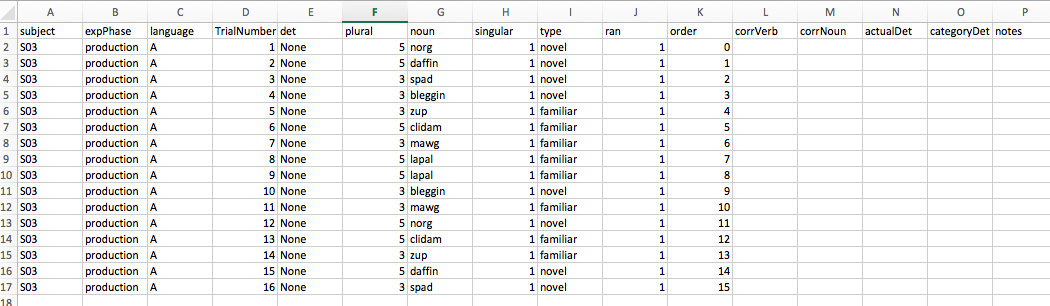 A B C D E F G H I J K L M N O P
1 subject expPhase language TrialNumber det plural noun singular type ran order corrVerb corrNoun actualDet categoryDet notes
2 S03 production A 1 None 5 norg 1 novel 1 0
3 S03 production A 2 None 5 daffin 1 novel 1 1
4 S03 production A 3 None 3 spad 1 novel 1 2
5 S03 production A 4 None 3 bleggin 1 novel 1 3
6 S03 production A 5 None 3 zup 1 familiar 1 4
7 S03 production A 6 None 5 clidam 1 familiar 1 5
8 S03 production A 7 None 3 mawg 1 familiar 1 6
9 S03 production A 8 None 5 lapal 1 familiar 1 7
10 S03 production A 9 None 5 lapal 1 familiar 1 8
11 S03 production A 10 None 3 bleggin 1 novel 1 9
12 S03 production A 11 None 3 mawg 1 familiar 1 10
13 S03 production A 12 None 5 norg 1 novel 1 11
14 S03 production A 13 None 5 clidam 1 familiar 1 12
15 S03 production A 14 None 3 zup 1 familiar 1 13
16 S03 production A 15 None 5 daffin 1 novel 1 14
17 S03 production A 16 None 3 spad 1 novel 1 15
18